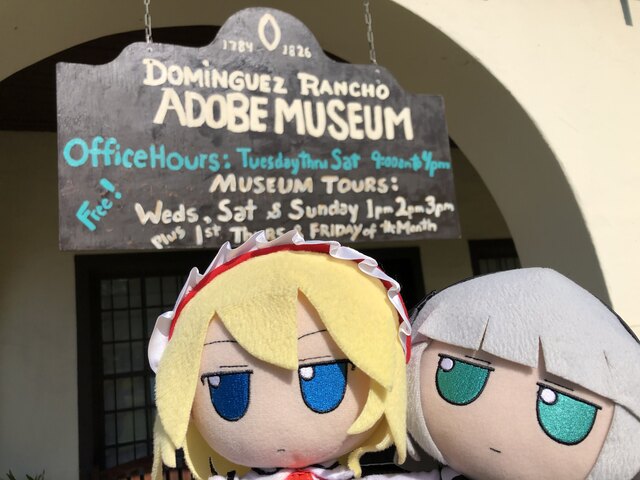 1784 1826
DOMiNGUEZ RANCHO
ADOBE MUSEUM
Office Hours: Tuesday thru Sat 9:00am to 4pm
Free!
MUSEUM TOURS:
Weds, Sat & Sunday 1pm 2pm 3pm
Plus 1st THURS & FRIDAY of the Month